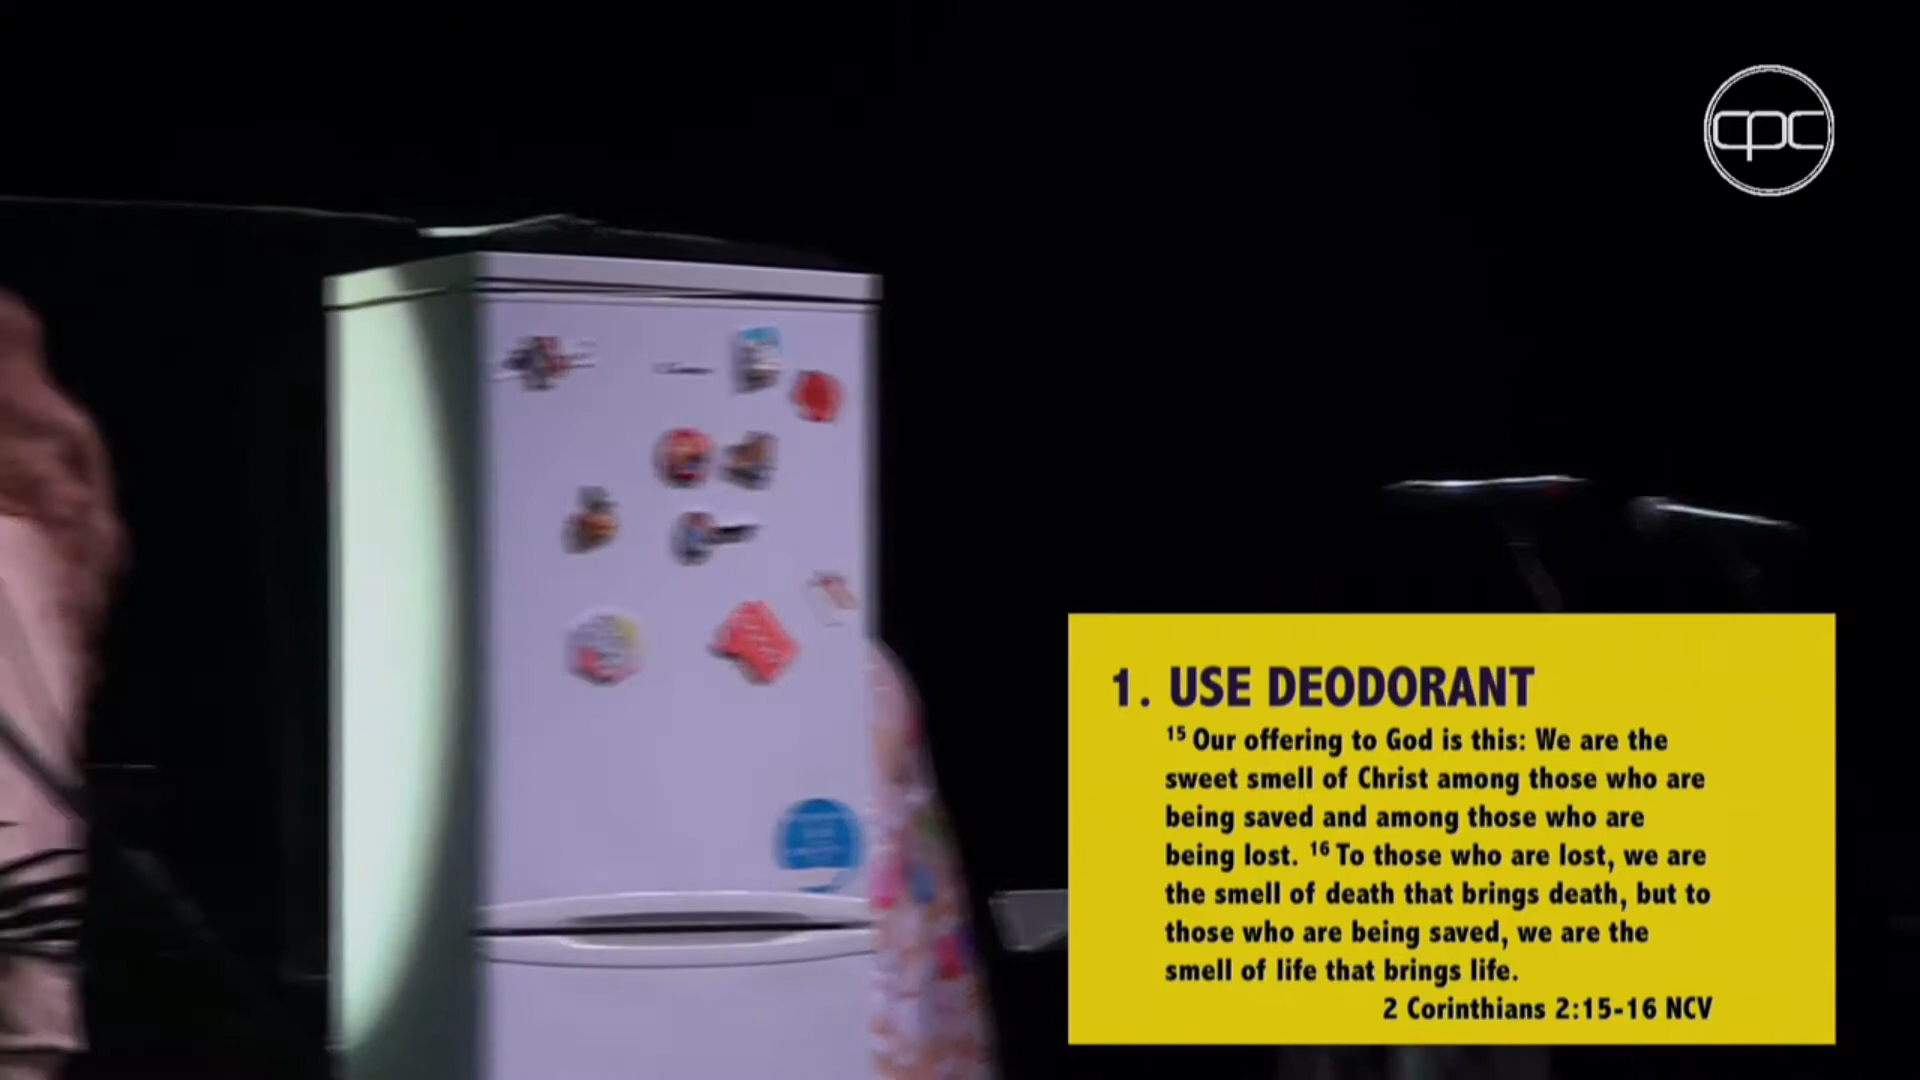 cpc
1. USE DEODORANT
15 Our offering to God is this: We are the
sweet smell of Christ among those who are
being saved and among those who are
being lost. 16 To those who are lost, we are
the smell of death that brings death, but to
those who are being saved, we are the
smell of life that brings life.
2 Corinthians 2:15-16 NCV